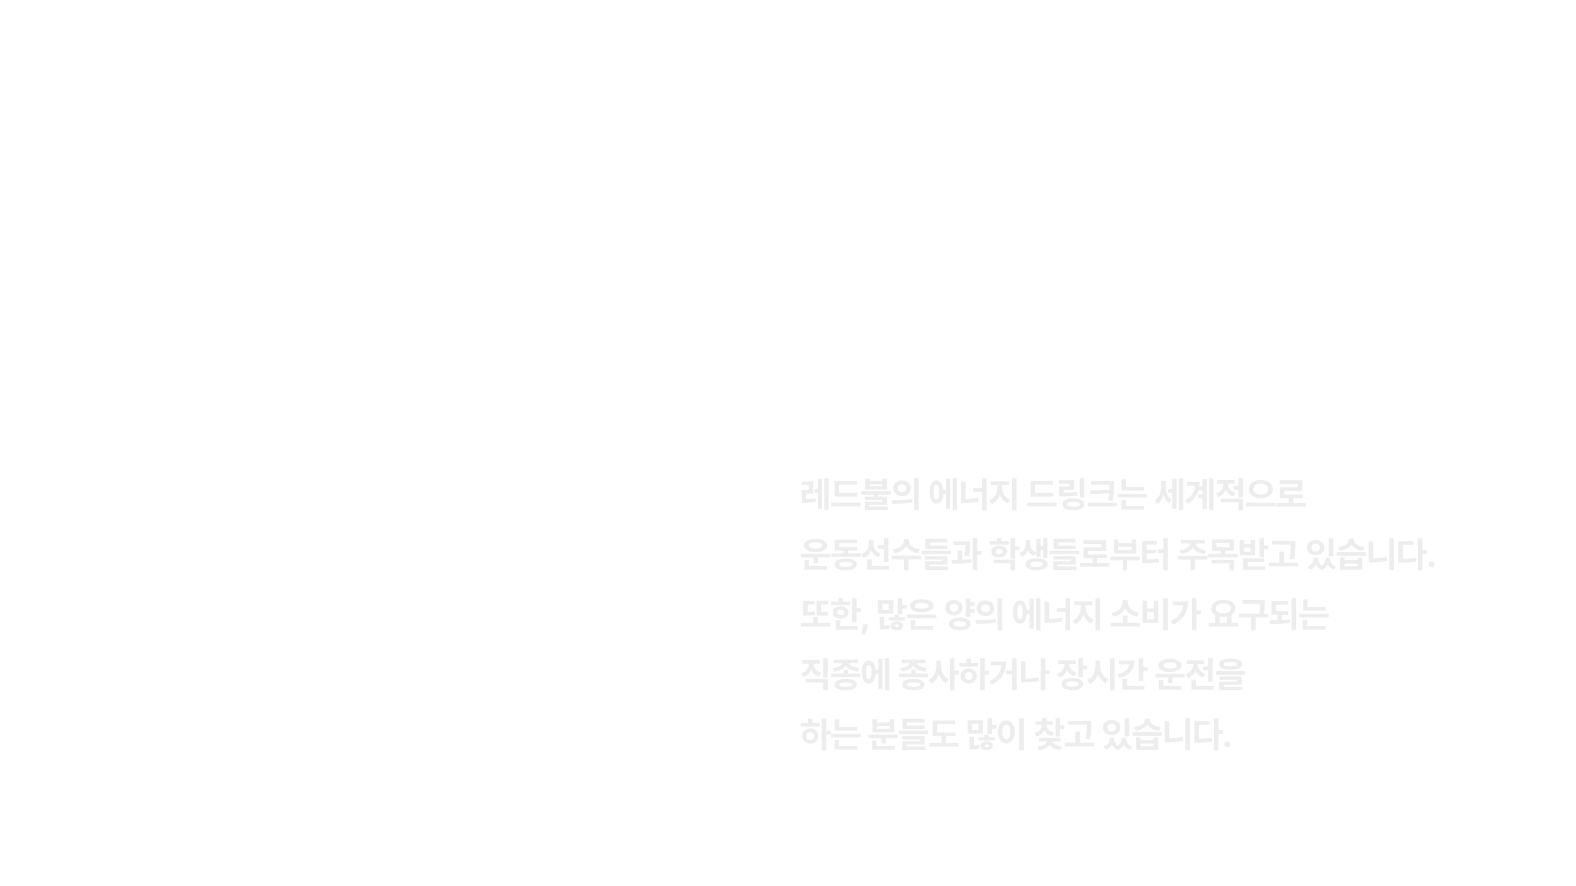 레드불의 에너지 드링크는 세계적으로
운동선수들과 학생들로부터 주목받고 있습니다.
또한, 많은 양의 에너지 소비가 요구되는
직종에 종사하거나 장시간 운전을
하는 분들도 많이 찾고 있습니다.